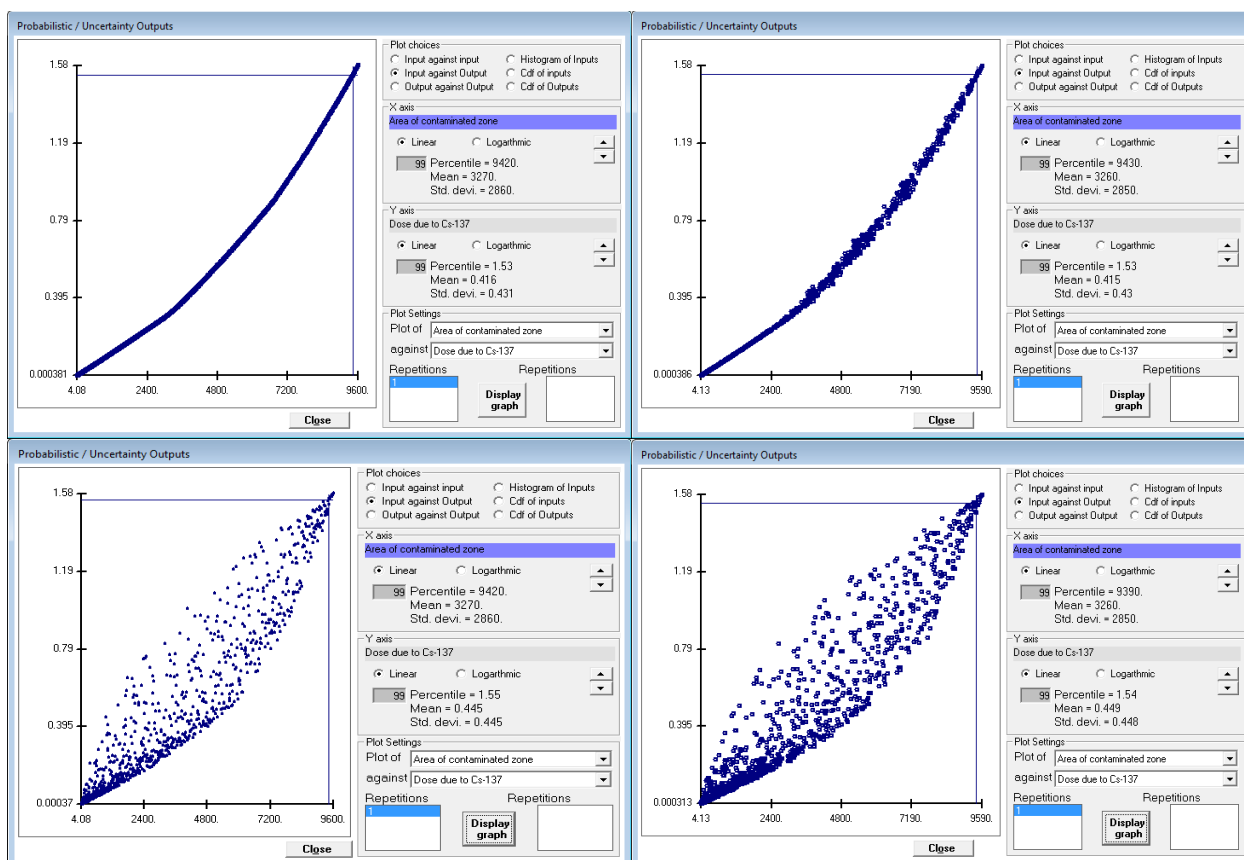 Probabilistic / Uncertainty Outputs
1.58
1.19
0.79
0.395
0.000381
4.08
2400.
4800.
7200.
9600.
Plot choices
Input against input
Histogram of Inputs
Input against Output
Cdf of inputs
Output against Output
Cdf of Outputs
X axis
Area of contaminated zone
Linear
Logarthmic
99 Percentile = 9420.
Mean = 3270.
Std. devi. = 2860.
Y axis
Dose due to Cs-137
Linear
Logarthmic
99 Percentile = 1.53
Mean = 0.416
Std. devi. = 0.431
Plot Settings
Plot of Area of contaminated zone
against Dose due to Cs-137
Repetitions
Repetitions
1
Display
graph
Close
Probabilistic / Uncertainty Outputs
1.58
1.19
0.79
0.395
0.000386
4.13
2400.
4800.
7190.
9590.
Plot choices
Input against input
Histogram of Inputs
Input against Output
Cdf of inputs
Output against Output
Cdf of Outputs
X axis
Area of contaminated zone
Linear
Logarthmic
99 Percentile = 9430.
Mean = 3260.
Std. devi. = 2850.
Y axis
Dose due to Cs-137
Linear
Logarthmic
99 Percentile = 1.53
Mean = 0.415
Std. devi. = 0.43
Plot Settings
Plot of Area of contaminated zone
against Dose due to Cs-137
Repetitions
Repetitions
1
Display
graph
Close
Probabilistic / Uncertainty Outputs
1.58
1.19
0.79
0.395
0.00037
4.08
2400.
4800.
7200.
9600.
Plot choices
Input against input
Histogram of Inputs
Input against Output
Cdf of inputs
Output against Output
Cdf of Outputs
X axis
Area of contaminated zone
Linear
Logarthmic
99 Percentile = 9420.
Mean = 3270.
Std. devi. = 2860.
Y axis
Dose due to Cs-137
Linear
Logarthmic
99 Percentile = 1.55
Mean = 0.445
Std. devi. = 0.445
Plot Settings
Plot of Area of contaminated zone
against Dose due to Cs-137
Repetitions
Repetitions
1
Display
graph
Close
Probabilistic / Uncertainty Outputs
1.58
1.19
0.79
0.395
0.000313
4.13
2400.
4800.
7190.
9590.
Plot choices
Input against input
Histogram of Inputs
Input against Output
Cdf of inputs
Output against Output
Cdf of Outputs
X axis
Area of contaminated zone
Linear
Logarthmic
99 Percentile = 9390.
Mean = 3260.
Std. devi. = 2850.
Y axis
Dose due to Cs-137
Linear
Logarthmic
99 Percentile = 1.54
Mean = 0.449
Std. devi. = 0.448
Plot Settings
Plot of Area of contaminated zone
against Dose due to Cs-137
Repetitions
Repetitions
1
Display
graph
Close